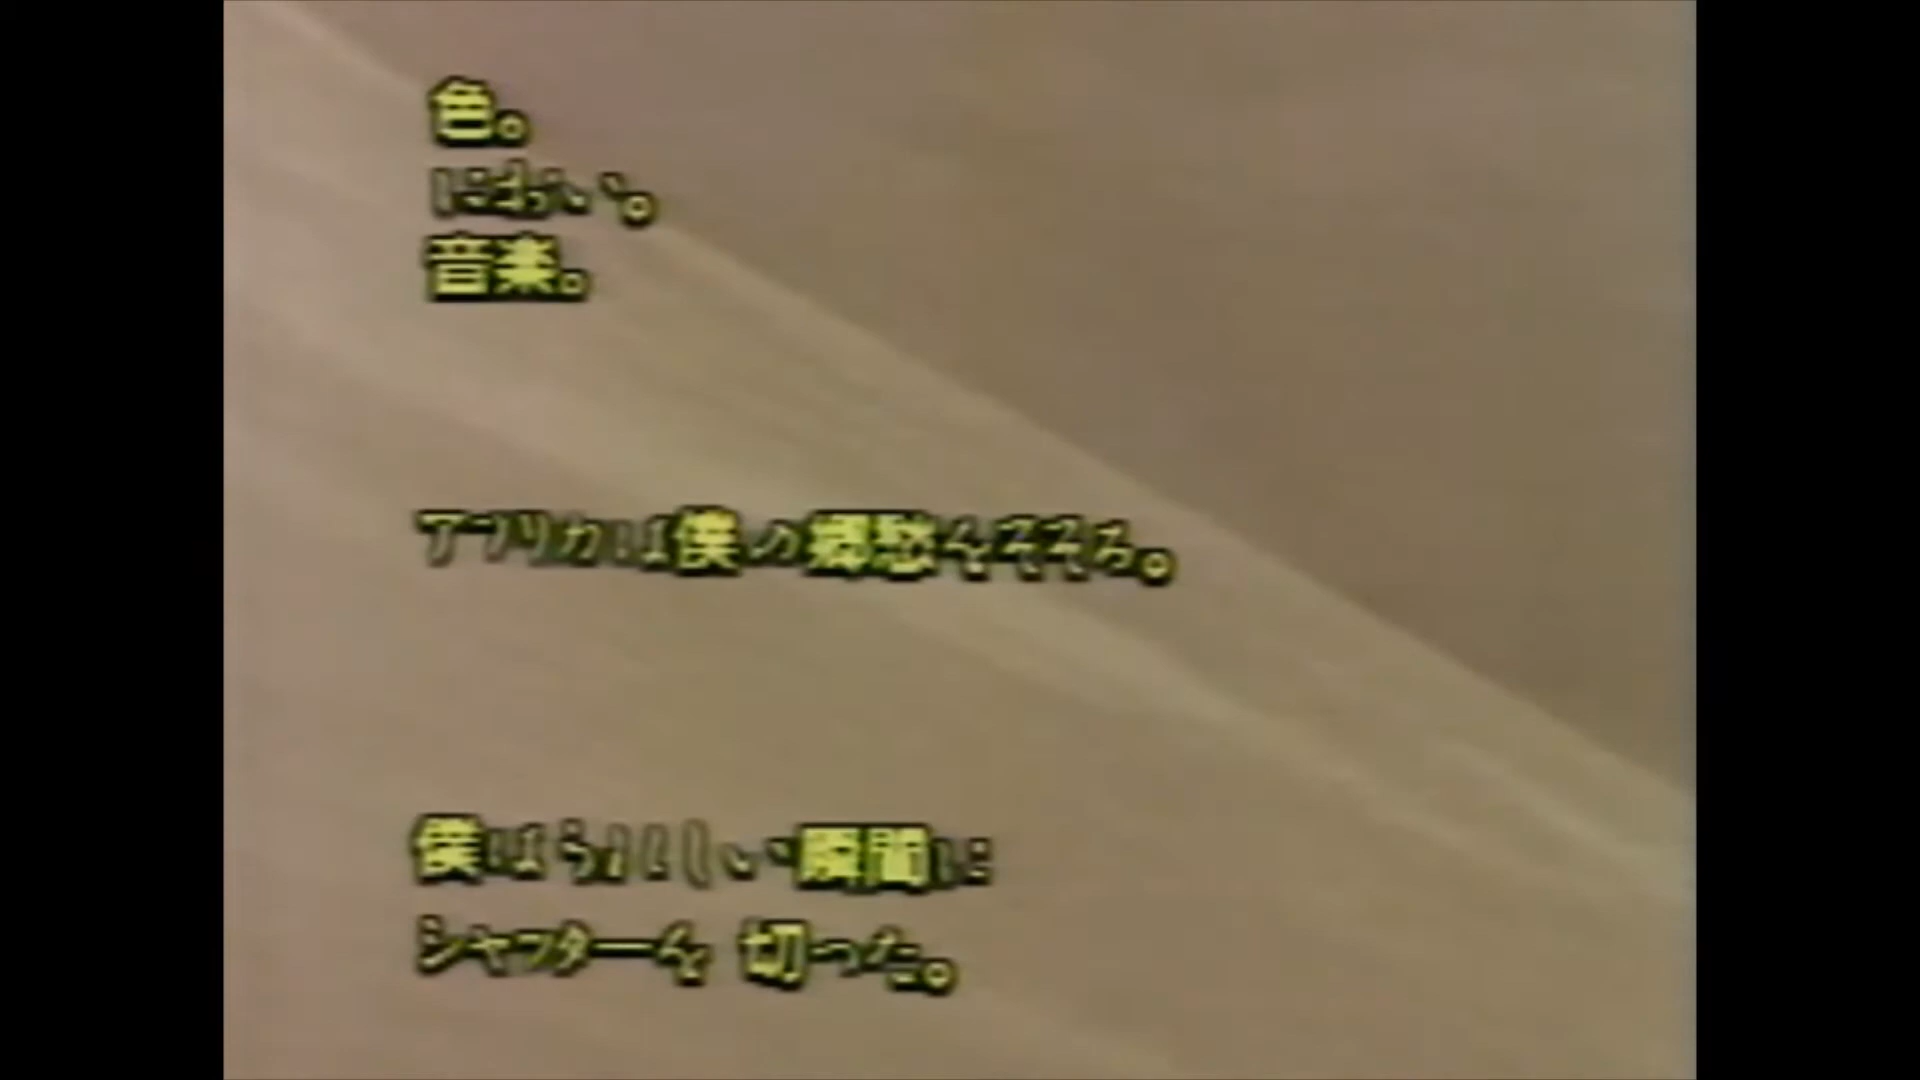 色。
におい。
音楽。
アフリカは僕の郷愁をそそる。
僕はうれしい瞬間に
シャッターを 切った。